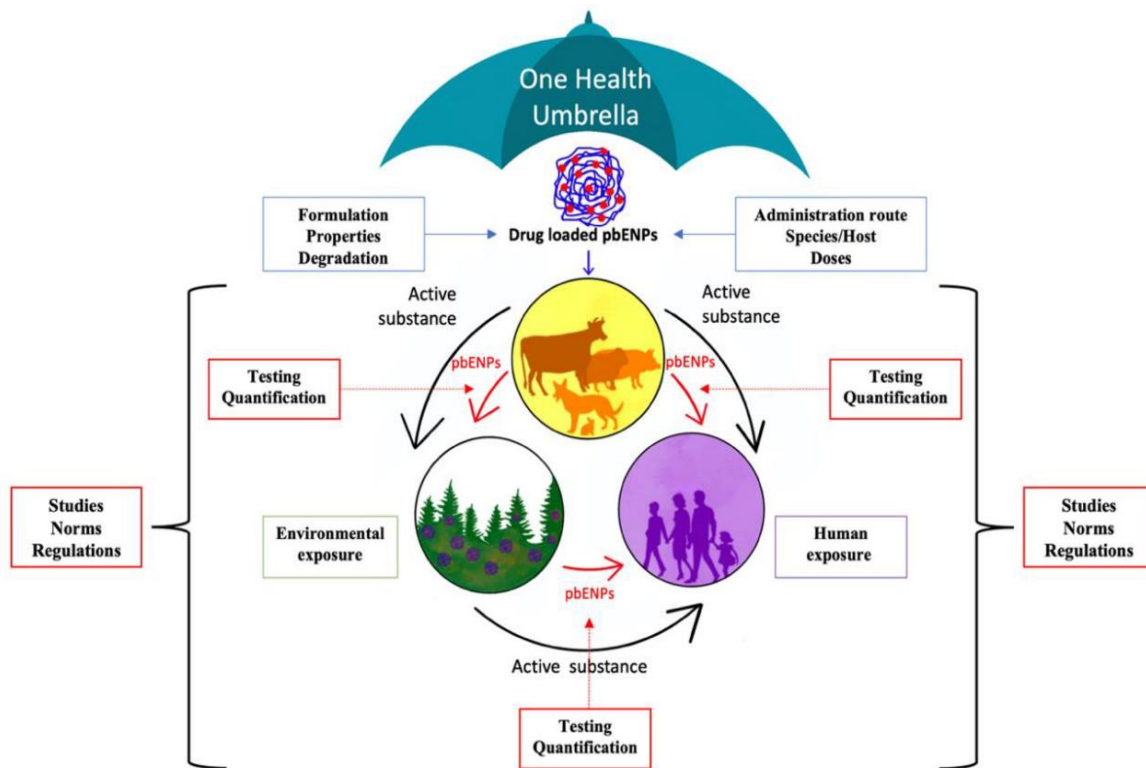 One Health
Umbrella
Formulation
Properties
Degradation
Drug loaded pbENPs
Administration route
Species/Host
Doses
Active
substance
Active
substance
pbENPs
pbENPs
Testing
Quantification
Testing
Quantification
Studies
Norms
Regulations
Environmental
exposure
Human
exposure
Studies
Norms
Regulations
pbENPs
Active substance
Testing
Quantification